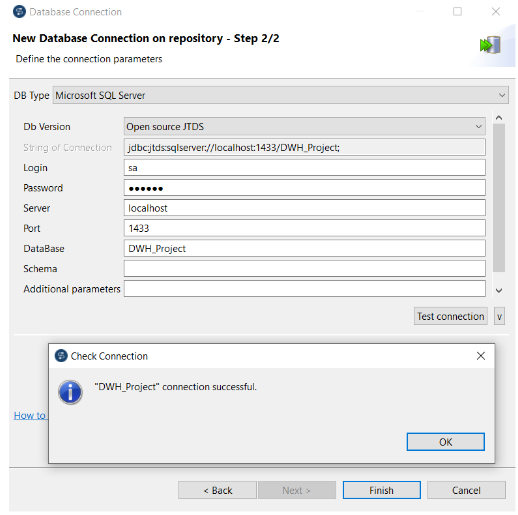 Database Connection
New Database Connection on repository - Step 2/2
Define the connection parameters
DB Type Microsoft SQL Server
Db Version Open source JTDS
String of Connection jdbc:jtds:sqlserver://localhost:1433/DWH_Project;
Login sa
Password ●●●●●●
Server localhost
Port 1433
DataBase DWH_Project
Schema
Additional parameters
Test connection v
Check Connection
"DWH_Project" connection successful.
How to
OK
< Back Next > Finish Cancel